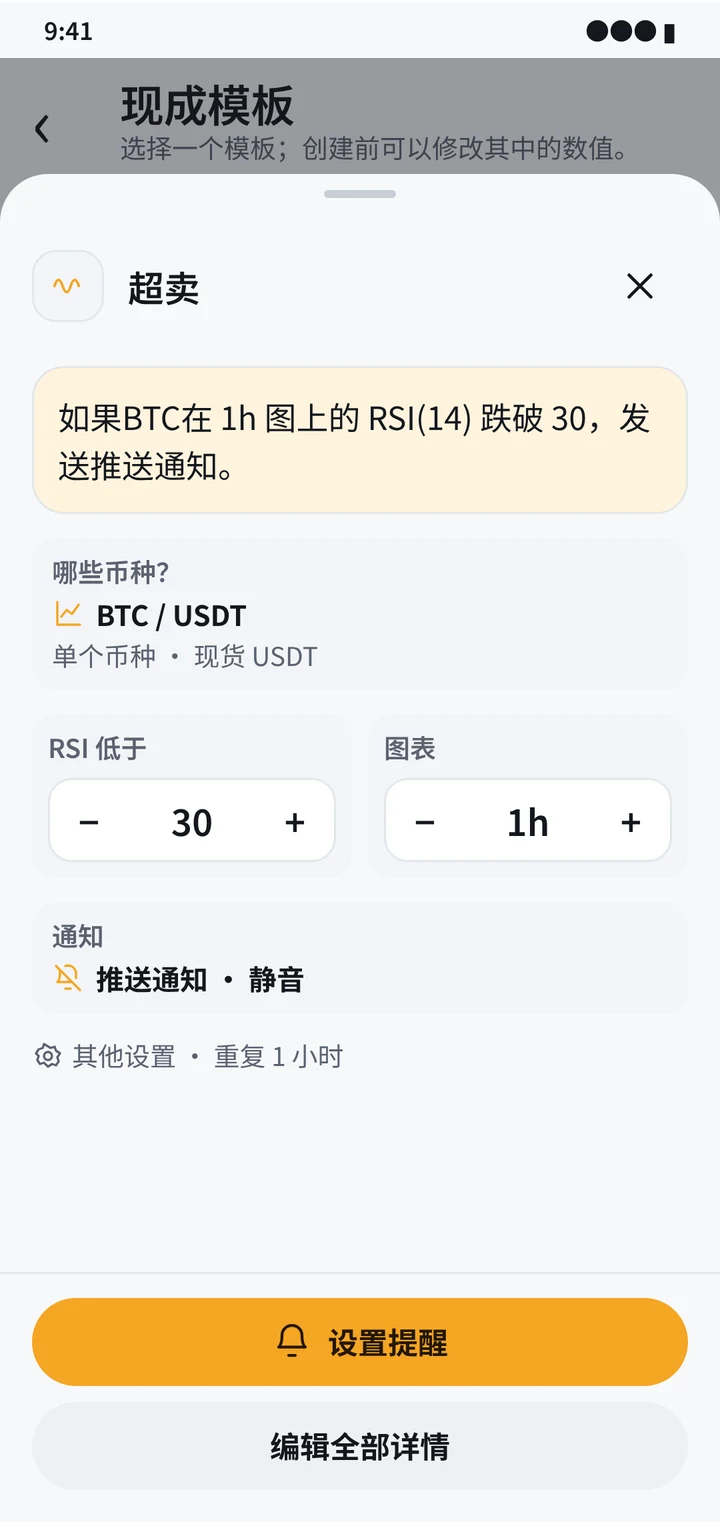 9:41
现成模板
选择一个模板；创建前可以修改其中的数值。
超卖
如果BTC在 1h 图上的 RSI(14) 跌破 30，发
送推送通知。
哪些币种？
BTC / USDT
单个币种 · 现货 USDT
RSI 低于
图表
− 30 +
− 1h +
通知
推送通知 · 静音
其他设置 · 重复 1 小时
设置提醒
编辑全部详情